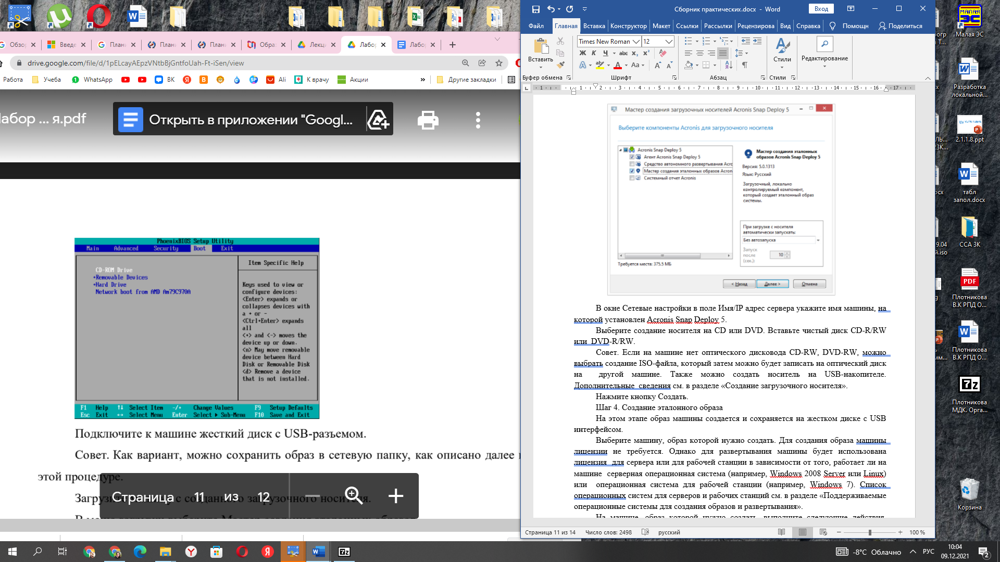 Обзор
Введе
План
План
План
Обра
Лекц
Лабор
Лабо
drive.google.com/file/d/1pELcayAEpzVNtbBjGntfoUah-Ft-iSen/view
Работа
Учеба
WhatsApp
ВК
Ali
К врачу
Акции
»
Другие закладки
Лабор ... я.pdf
Открыть в приложении "Googl...
PhoenixBIOS Setup Utility
Main Advanced Security Boot Exit
CD-ROM Drive
+Removable Devices
+Hard Drive
Network boot from AMD Am79C970A
Item Specific Help
Keys used to view or
configure devices:
<Enter> expands or
collapses devices with
a + or -
<Ctrl+Enter> expands
all
<+> and <-> moves the
device up or down.
<n> May move removable
device between Hard
Disk or Removable Disk
<d> Remove a device
that is not installed.
F1 Help ↑↓ Select Item -/+ Change Values F9 Setup Defaults
Esc Exit ↔ Select Menu Enter Select ▶ Sub-Menu F10 Save and Exit
Подключите к машине жесткий диск с USB-разъемом.
Совет. Как вариант, можно сохранить образ в сетевую папку, как описано далее
этой процедуре.
Страница 11 из 12
Сборник практических.docx - Word
Вход
Файл Главная Вставка Конструктор Макет Ссылки Рассылки Рецензирова Вид Справка Помощн Поделиться
Вставить
Буфер обмена
Times New Roman 12
Ж К Ч abc x₂ x²
Шрифт
Абзац
Стили
Стили
Редактирование
Мастер создания загрузочных носителей Acronis Snap Deploy 5
Выберите компоненты Acronis для загрузочного носителя
Acronis Snap Deploy 5
Агент Acronis Snap Deploy 5
Средство автономного развертывания Acrc
Мастер создания эталонных образов Acron
Системный отчет Acronis
Требуется места: 375.5 МБ
Мастер создания эталонных
образов Acronis Snap Deploy 5
Версия: 5.0.1313
Язык: Русский
Загрузочный, локально
контролируемый компонент,
который создает эталонный образ
системы.
При загрузке с носителя
автоматически запускать:
Без автозапуска
Запуск
после
(сек.):
10
< Назад
Далее >
Отмена
В окне Сетевые настройки в поле Имя/IP адрес сервера укажите имя машины, на
которой установлен Acronis Snap Deploy 5.
Выберите создание носителя на CD или DVD. Вставьте чистый диск CD-R/RW
или DVD-R/RW.
Совет. Если на машине нет оптического дисковода CD-RW, DVD-RW, можно
выбрать создание ISO-файла, который затем можно будет записать на оптический диск
на другой машине. Также можно создать носитель на USB-накопителе.
Дополнительные сведения см. в разделе «Создание загрузочного носителя».
Нажмите кнопку Создать.
Шаг 4. Создание эталонного образа
На этом этапе образ машины создается и сохраняется на жестком диске с USB
интерфейсом.
Выберите машину, образ которой нужно создать. Для создания образа машины
лицензии не требуется. Однако для развертывания машины будет использована
лицензия для сервера или для рабочей станции в зависимости от того, работает ли на
машине серверная операционная система (например, Windows 2008 Server или Linux)
или операционная система для рабочей станции (например, Windows 7). Список
операционных систем для серверов и рабочих станций см. в разделе «Поддерживаемые
операционные системы для создания образов и развертывания».
На машине, образ которой нужно создать, выполните следующие действия.
Страница 11 из 14
Число слов: 2498
русский
100 %
МАЛАЯ
ЭС
Малая ЭС
Разработка
локальной...
2.1.1.8.ppt
табл
запол.docx
ССА 3К
PDF
Плотникова
В.К РПД О...
Плотникова
В.К РПД О...
7z
Плотникова
МДК. Орга...
Корзина
-8°C Облачно
РУС
10:04
09.12.2021
2